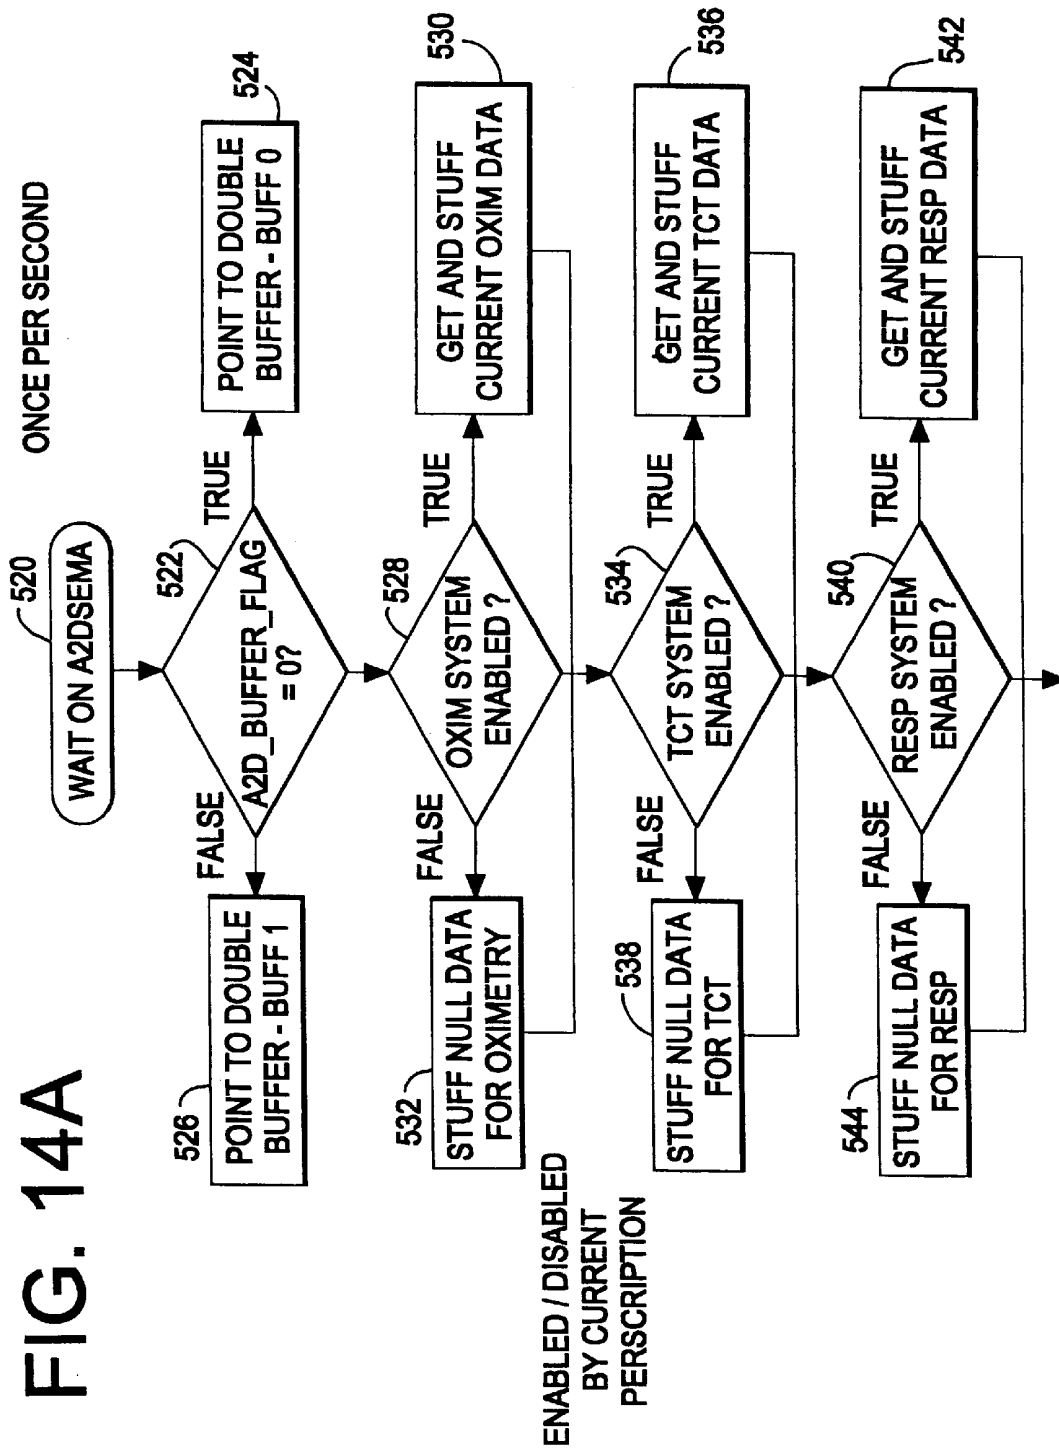 FIG. 14A
ONCE PER SECOND
520
WAIT ON A2DSEMA
522
A2D_BUFFER_FLAG
= 0?
TRUE
524
POINT TO DOUBLE
BUFFER - BUFF 0
FALSE
526
POINT TO DOUBLE
BUFFER - BUFF 1
528
OXIM SYSTEM
ENABLED ?
TRUE
530
GET AND STUFF
CURRENT OXIM DATA
FALSE
532
STUFF NULL DATA
FOR OXIMETRY
ENABLED / DISABLED
BY CURRENT
PERSCRIPTION
534
TCT SYSTEM
ENABLED ?
TRUE
536
GET AND STUFF
CURRENT TCT DATA
FALSE
538
STUFF NULL DATA
FOR TCT
540
RESP SYSTEM
ENABLED ?
TRUE
542
GET AND STUFF
CURRENT RESP DATA
FALSE
544
STUFF NULL DATA
FOR RESP